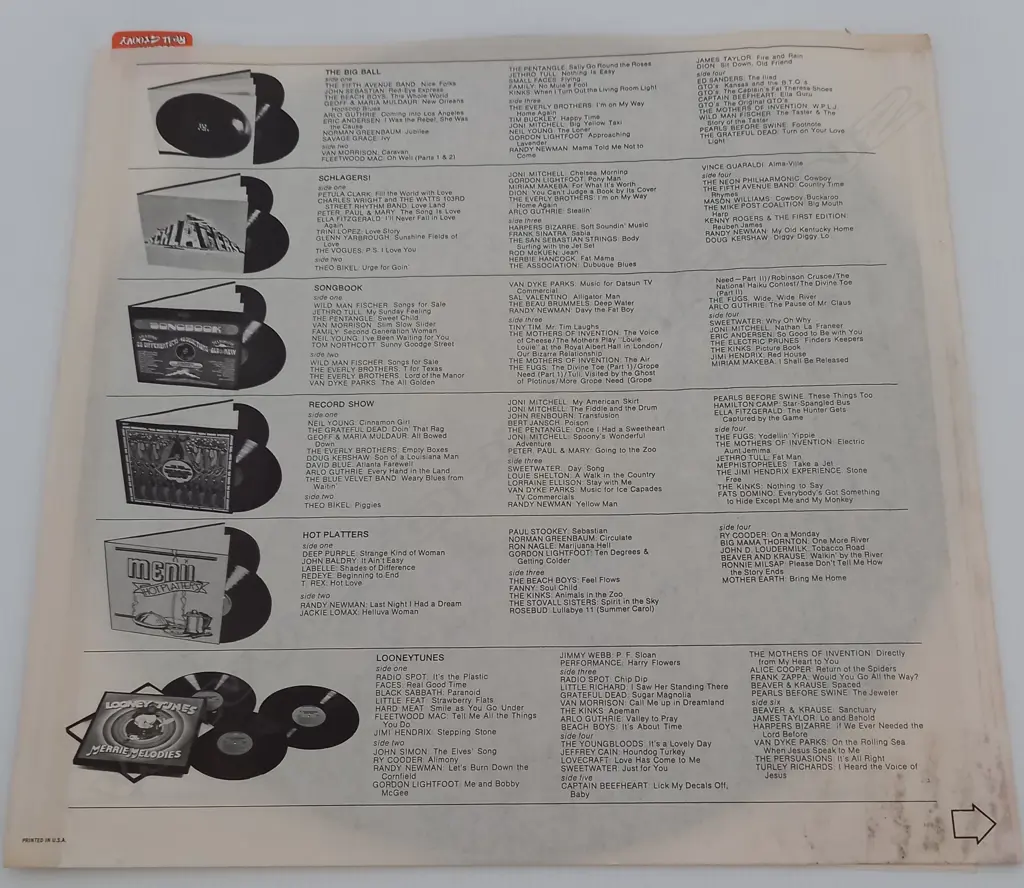 THE BIG BALL
side one
THE FIFTH AVENUE BAND: Nice Folks
JOHN SEBASTIAN: Red-Eye Express
THE BEACH BOYS: This Whole World
GEOFF & MARIA MULDAUR: New Orleans
Hopscop Blues
ARLO GUTHRIE: Coming into Los Angeles
ERIC ANDERSEN: I Was the Rebel, She Was
the Cause
NORMAN GREENBAUM: Jubilee
SAVAGE GRACE: Ivy
side two
VAN MORRISON: Caravan
FLEETWOOD MAC: Oh Well (Parts 1 & 2)
THE PENTANGLE: Sally Go Round the Roses
JETHRO TULL: Nothing Is Easy
SMALL FACES: Flying
FAMILY: No Mule's Fool
KINKS: When I Turn Out the Living Room Light
side three
THE EVERLY BROTHERS: I'm on My Way
Home Again
TIM BUCKLEY: Happy Time
JONI MITCHELL: Big Yellow Taxi
NEIL YOUNG: The Loner
GORDON LIGHTFOOT: Approaching
Lavender
RANDY NEWMAN: Mama Told Me Not to
Come
JAMES TAYLOR: Fire and Rain
DION: Sit Down, Old Friend
side four
ED SANDERS: The Iliad
GTO's: Kansas and the B.T.O.'s
GTO's: The Captain's Fat Theresa Shoes
CAPTAIN BEEFHEART: Ella Guru
GTO's: The Original GTO's
THE MOTHERS OF INVENTION: W.P.L.J.
WILD MAN FISCHER: The Taster & The
Story of the Taster
PEARLS BEFORE SWINE: Footnote
THE GRATEFUL DEAD: Turn on Your Love
Light
SCHLAGERS!
side one
PETULA CLARK: Fill the World with Love
CHARLES WRIGHT and THE WATTS 103RD
STREET RHYTHM BAND: Love Land
PETER, PAUL & MARY: The Song Is Love
ELLA FITZGERALD: I'll Never Fall in Love
Again
TRINI LOPEZ: Love Story
GLENN YARBROUGH: Sunshine Fields of
Love
THE VOGUES: P.S. I Love You
side two
THEO BIKEL: Urge for Goin'
JONI MITCHELL: Chelsea Morning
GORDON LIGHTFOOT: Pony Man
MIRIAM MAKEBA: For What It's Worth
DION: You Can't Judge a Book by Its Cover
THE EVERLY BROTHERS: I'm on My Way
Home Again
ARLO GUTHRIE: Stealin'
side three
HARPERS BIZARRE: Soft Soundin' Music
FRANK SINATRA: Sabia
THE SAN SEBASTIAN STRINGS: Body
Surfing with the Jet Set
ROD McKUEN: Jean
HERBIE HANCOCK: Fat Mama
THE ASSOCIATION: Dubuque Blues
VINCE GUARALDI: Alma-Ville
side four
THE NEON PHILHARMONIC: Cowboy
THE FIFTH AVENUE BAND: Country Time
Rhymes
MASON WILLIAMS: Cowboy Buckaroo
THE MIKE POST COALITION: Big Mouth
Harp
KENNY ROGERS & THE FIRST EDITION:
Reuben James
RANDY NEWMAN: My Old Kentucky Home
DOUG KERSHAW: Diggy Diggy Lo
SONGBOOK
SONGBOOK
side one
WILD MAN FISCHER: Songs for Sale
JETHRO TULL: My Sunday Feeling
THE PENTANGLE: Sweet Child
VAN MORRISON: Slim Slow Slider
FAMILY: Second Generation Woman
NEIL YOUNG: I've Been Waiting for You
TOM NORTHCOTT: Sunny Goodge Street
side two
WILD MAN FISCHER: Songs for Sale
THE EVERLY BROTHERS: T for Texas
THE EVERLY BROTHERS: Lord of the Manor
VAN DYKE PARKS: The All Golden
VAN DYKE PARKS: Music for Datsun TV
Commercial
SAL VALENTINO: Alligator Man
THE BEAU BRUMMELS: Deep Water
RANDY NEWMAN: Davy the Fat Boy
side three
TINY TIM: Mr. Tim Laughs
THE MOTHERS OF INVENTION: The Voice
of Cheese/The Mothers Play "Louie
Louie" at the Royal Albert Hall in London/
Our Bizarre Relationship
THE MOTHERS OF INVENTION: The Air
THE FUGS: The Divine Toe (Part 1)/Grope
Need (Part 1)/Tuli, Visited by the Ghost
of Plotinus/More Grope Need (Grope
Need—Part II)/Robinson Crusoe/The
National Haiku Contest/The Divine Toe
(Part II)
THE FUGS: Wide, Wide River
ARLO GUTHRIE: The Pause of Mr. Claus
side four
SWEETWATER: Why Oh Why
JONI MITCHELL: Nathan La Franeer
ERIC ANDERSEN: So Good to Be with You
THE ELECTRIC PRUNES: Finders Keepers
THE KINKS: Picture Book
JIMI HENDRIX: Red House
MIRIAM MAKEBA: I Shall Be Released
RECORD SHOW
side one
NEIL YOUNG: Cinnamon Girl
THE GRATEFUL DEAD: Doin' That Rag
GEOFF & MARIA MULDAUR: All Bowed
Down
THE EVERLY BROTHERS: Empty Boxes
DOUG KERSHAW: Son of a Louisiana Man
DAVID BLUE: Atlanta Farewell
ARLO GUTHRIE: Every Hand in the Land
THE BLUE VELVET BAND: Weary Blues from
Waitin'
side two
THEO BIKEL: Piggies
JONI MITCHELL: My American Skirt
JONI MITCHELL: The Fiddle and the Drum
JOHN RENBOURN: Transfusion
BERT JANSCH: Poison
THE PENTANGLE: Once I Had a Sweetheart
JONI MITCHELL: Spoony's Wonderful
Adventure
PETER, PAUL & MARY: Going to the Zoo
side three
SWEETWATER: Day Song
LOUIE SHELTON: A Walk in the Country
LORRAINE ELLISON: Stay with Me
VAN DYKE PARKS: Music for Ice Capades
TV Commercials
RANDY NEWMAN: Yellow Man
PEARLS BEFORE SWINE: These Things Too
HAMILTON CAMP: Star-Spangled Bus
ELLA FITZGERALD: The Hunter Gets
Captured by the Game
side four
THE FUGS: Yodellin' Yippie
THE MOTHERS OF INVENTION: Electric
Aunt Jemima
JETHRO TULL: Fat Man
MEPHISTOPHELES: Take a Jet
THE JIMI HENDRIX EXPERIENCE: Stone
Free
THE KINKS: Nothing to Say
FATS DOMINO: Everybody's Got Something
to Hide Except Me and My Monkey
MENU
HOT PLATTERS
HOT PLATTERS
side one
DEEP PURPLE: Strange Kind of Woman
JOHN BALDRY: It Ain't Easy
LABELLE: Shades of Difference
REDEYE: Beginning to End
T. REX: Hot Love
side two
RANDY NEWMAN: Last Night I Had a Dream
JACKIE LOMAX: Helluva Woman
PAUL STOOKEY: Sebastian
NORMAN GREENBAUM: Circulate
RON NAGLE: Marijuana Hell
GORDON LIGHTFOOT: Ten Degrees &
Getting Colder
side three
THE BEACH BOYS: Feel Flows
FANNY: Soul Child
THE KINKS: Animals in the Zoo
THE STOVALL SISTERS: Spirit in the Sky
ROSEBUD: Lullabye 11 (Summer Carol)
side four
RY COODER: On a Monday
BIG MAMA THORNTON: One More River
JOHN D. LOUDERMILK: Tobacco Road
BEAVER AND KRAUSE: Walkin' By the River
RONNIE MILSAP: Please Don't Tell Me How
the Story Ends
MOTHER EARTH: Bring Me Home
LOONEY TUNES
MERRIE MELODIES
LOONEYTUNES
side one
RADIO SPOT: It's the Plastic
FACES: Real Good Time
BLACK SABBATH: Paranoid
LITTLE FEAT: Strawberry Flats
HARD MEAT: Smile as You Go Under
FLEETWOOD MAC: Tell Me All the Things
You Do
JIMI HENDRIX: Stepping Stone
side two
JOHN SIMON: The Elves' Song
RY COODER: Alimony
RANDY NEWMAN: Let's Burn Down the
Cornfield
GORDON LIGHTFOOT: Me and Bobby
McGee
JIMMY WEBB: P. F. Sloan
PERFORMANCE: Harry Flowers
side three
RADIO SPOT: Chip Dip
LITTLE RICHARD: I Saw Her Standing There
GRATEFUL DEAD: Sugar Magnolia
VAN MORRISON: Call Me up in Dreamland
THE KINKS: Apeman
ARLO GUTHRIE: Valley to Pray
BEACH BOYS: It's About Time
side four
THE YOUNGBLOODS: It's a Lovely Day
JEFFREY CAIN: Houndog Turkey
LOVECRAFT: Love Has Come to Me
SWEETWATER: Just for You
side five
CAPTAIN BEEFHEART: Lick My Decals Off,
Baby
THE MOTHERS OF INVENTION: Directly
from My Heart to You
ALICE COOPER: Return of the Spiders
FRANK ZAPPA: Would You Go All the Way?
BEAVER & KRAUSE: Spaced
PEARLS BEFORE SWINE: The Jeweler
side six
BEAVER & KRAUSE: Sanctuary
JAMES TAYLOR: Lo and Behold
HARPERS BIZARRE: If We Ever Needed the
Lord Before
VAN DYKE PARKS: On the Rolling Sea
When Jesus Speak to Me
THE PERSUASIONS: It's All Right
TURLEY RICHARDS: I Heard the Voice of
Jesus
PRINTED IN U.S.A.